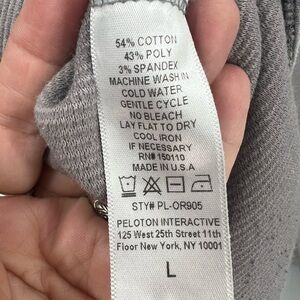 54% COTTON
43% POLY
3% SPANDEX
MACHINE WASH IN
COLD WATER
GENTLE CYCLE
NO BLEACH
LAY FLAT TO DRY
COOL IRON
IF NECESSARY
RN# 150110
MADE IN U.S.A
STY# PL-OR905
PELOTON INTERACTIVE
125 West 25th Street 11th
Floor New York, NY 10001
L